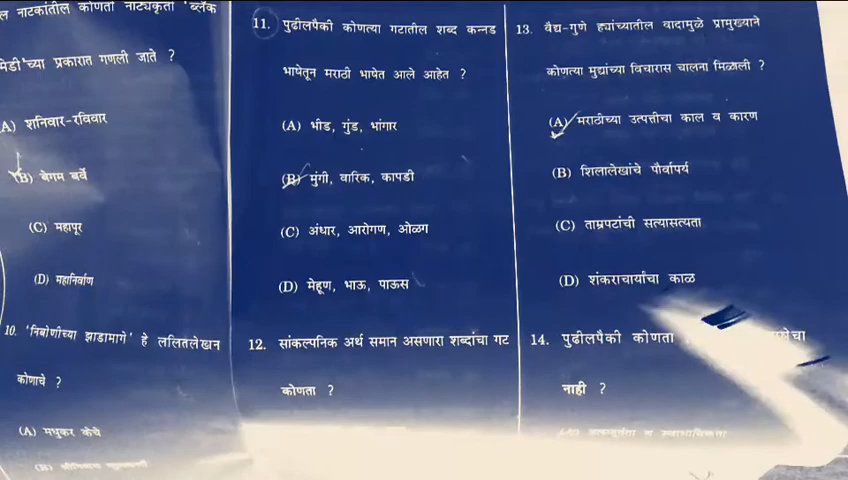 ल नाटकांतील कोणती नाट्यकृती 'ब्लॅक
मेडी'च्या प्रकारात गणली जाते ?
A) शनिवार-रविवार
(B) बेगम बर्वे
(C) महापूर
(D) महानिर्वाण
10. 'निंबोणीच्या झाडामागे' हे ललितलेखन
कोणाचे ?
(A) मधुकर केचे
11. पुढीलपैकी कोणत्या गटातील शब्द कन्नड
भाषेतून मराठी भाषेत आले आहेत ?
(A) भीड, गुंड, भांगार
(B) मुंगी, वारिक, कापडी
(C) अंधार, आरोगण, ओळग
(D) मेहूण, भाऊ, पाऊस
12. सांकल्पनिक अर्थ समान असणारा शब्दांचा गट
कोणता ?
13. वैद्य-गुणे ह्यांच्यातील वादामुळे प्रामुख्याने
कोणत्या मुद्यांच्या विचारास चालना मिळाली ?
(A) मराठीच्या उत्पत्तीचा काल व कारण
(B) शिलालेखांचे पौर्वापर्य
(C) ताम्रपटांची सत्यासत्यता
(D) शंकराचार्यांचा काळ
14. पुढीलपैकी कोणता
नाही ?